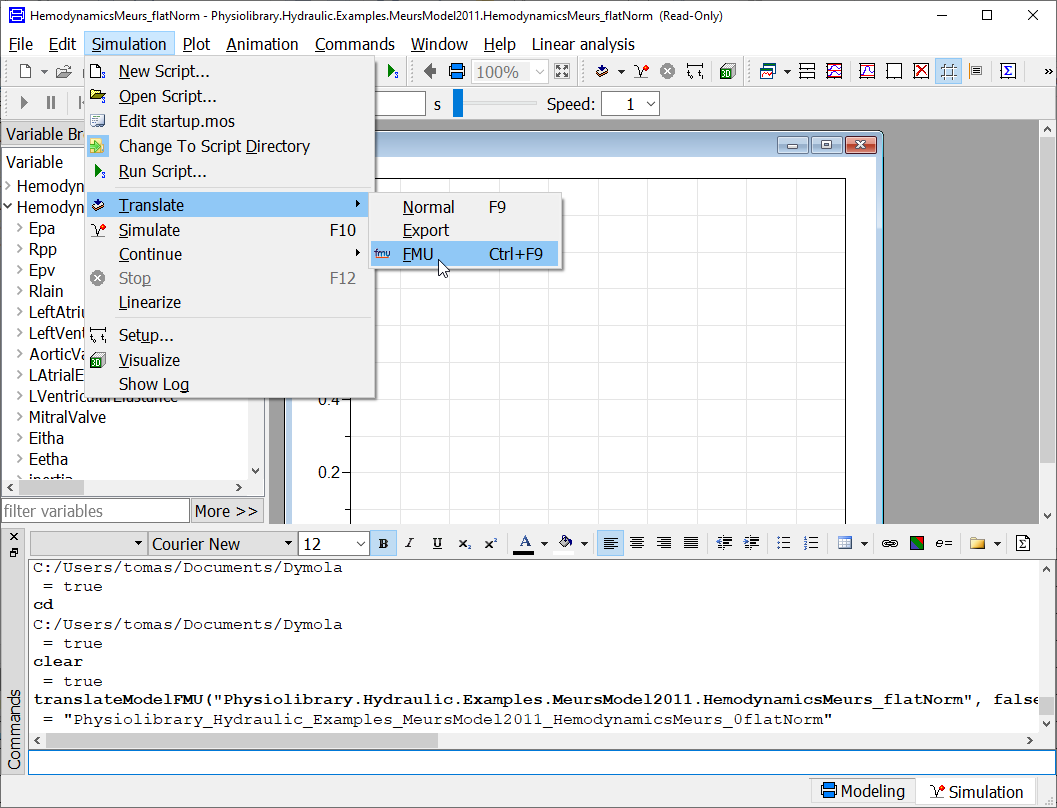 HemodynamicsMeurs_flatNorm - Physiolibrary.Hydraulic.Examples.MeursModel2011.HemodynamicsMeurs_flatNorm (Read-Only)
File Edit Simulation Plot Animation Commands Window Help Linear analysis
100%
s Speed: 1
New Script...
Open Script...
Edit startup.mos
Change To Script Directory
Run Script...
Translate
Simulate F10
Continue
Stop F12
Linearize
Setup...
Visualize
Show Log
Normal F9
Export
fmu FMU Ctrl+F9
Variable Br
Variable
Hemodyn
Hemodyn
Epa
Rpp
Epv
Rlain
LeftAtriu
LeftVent
AorticVa
LAtrialE
LVentricularElastance
MitralValve
Eitha
Eetha
inertia
0.4
0.2
filter variables More >>
Courier New 12 B I U x₂ x² A
C:/Users/tomas/Documents/Dymola
= true
cd
C:/Users/tomas/Documents/Dymola
= true
clear
= true
translateModelFMU("Physiolibrary.Hydraulic.Examples.MeursModel2011.HemodynamicsMeurs_flatNorm", false
= "Physiolibrary_Hydraulic_Examples_MeursModel2011_HemodynamicsMeurs_0flatNorm"
Commands
Modeling Simulation